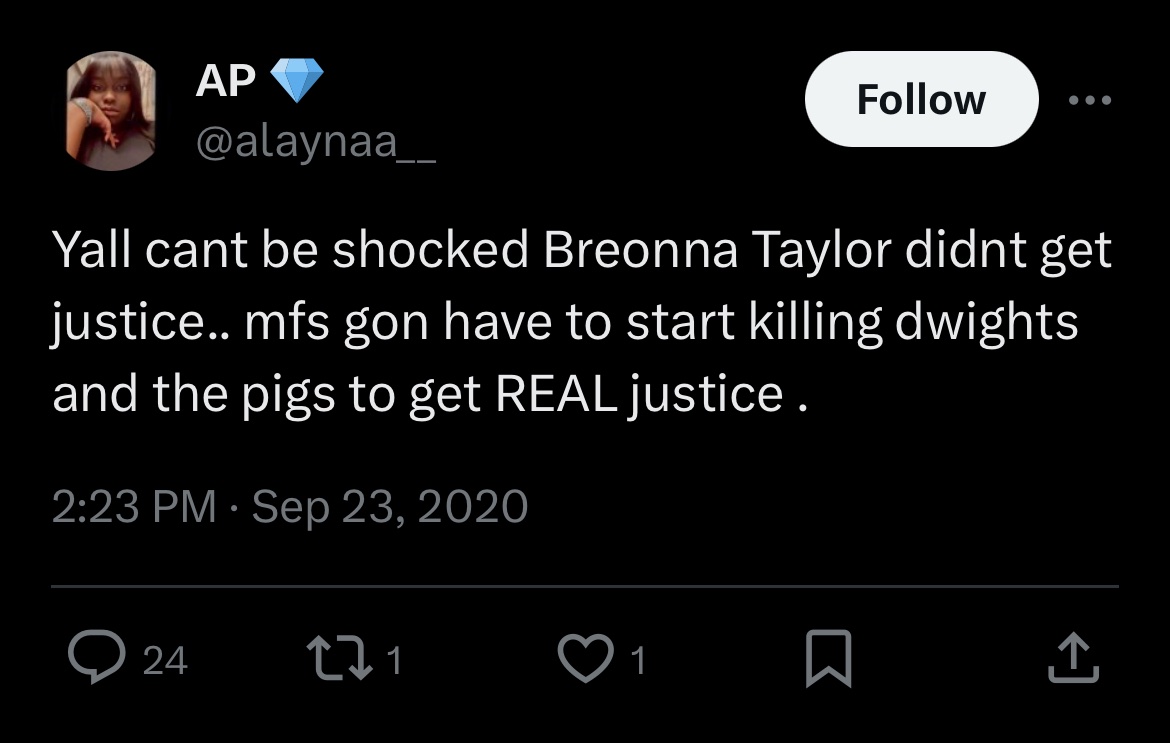 AP 💎
Follow
@alaynaa__
Yall cant be shocked Breonna Taylor didnt get
justice.. mfs gon have to start killing dwights
and the pigs to get REAL justice .
2:23 PM · Sep 23, 2020
24 1 1